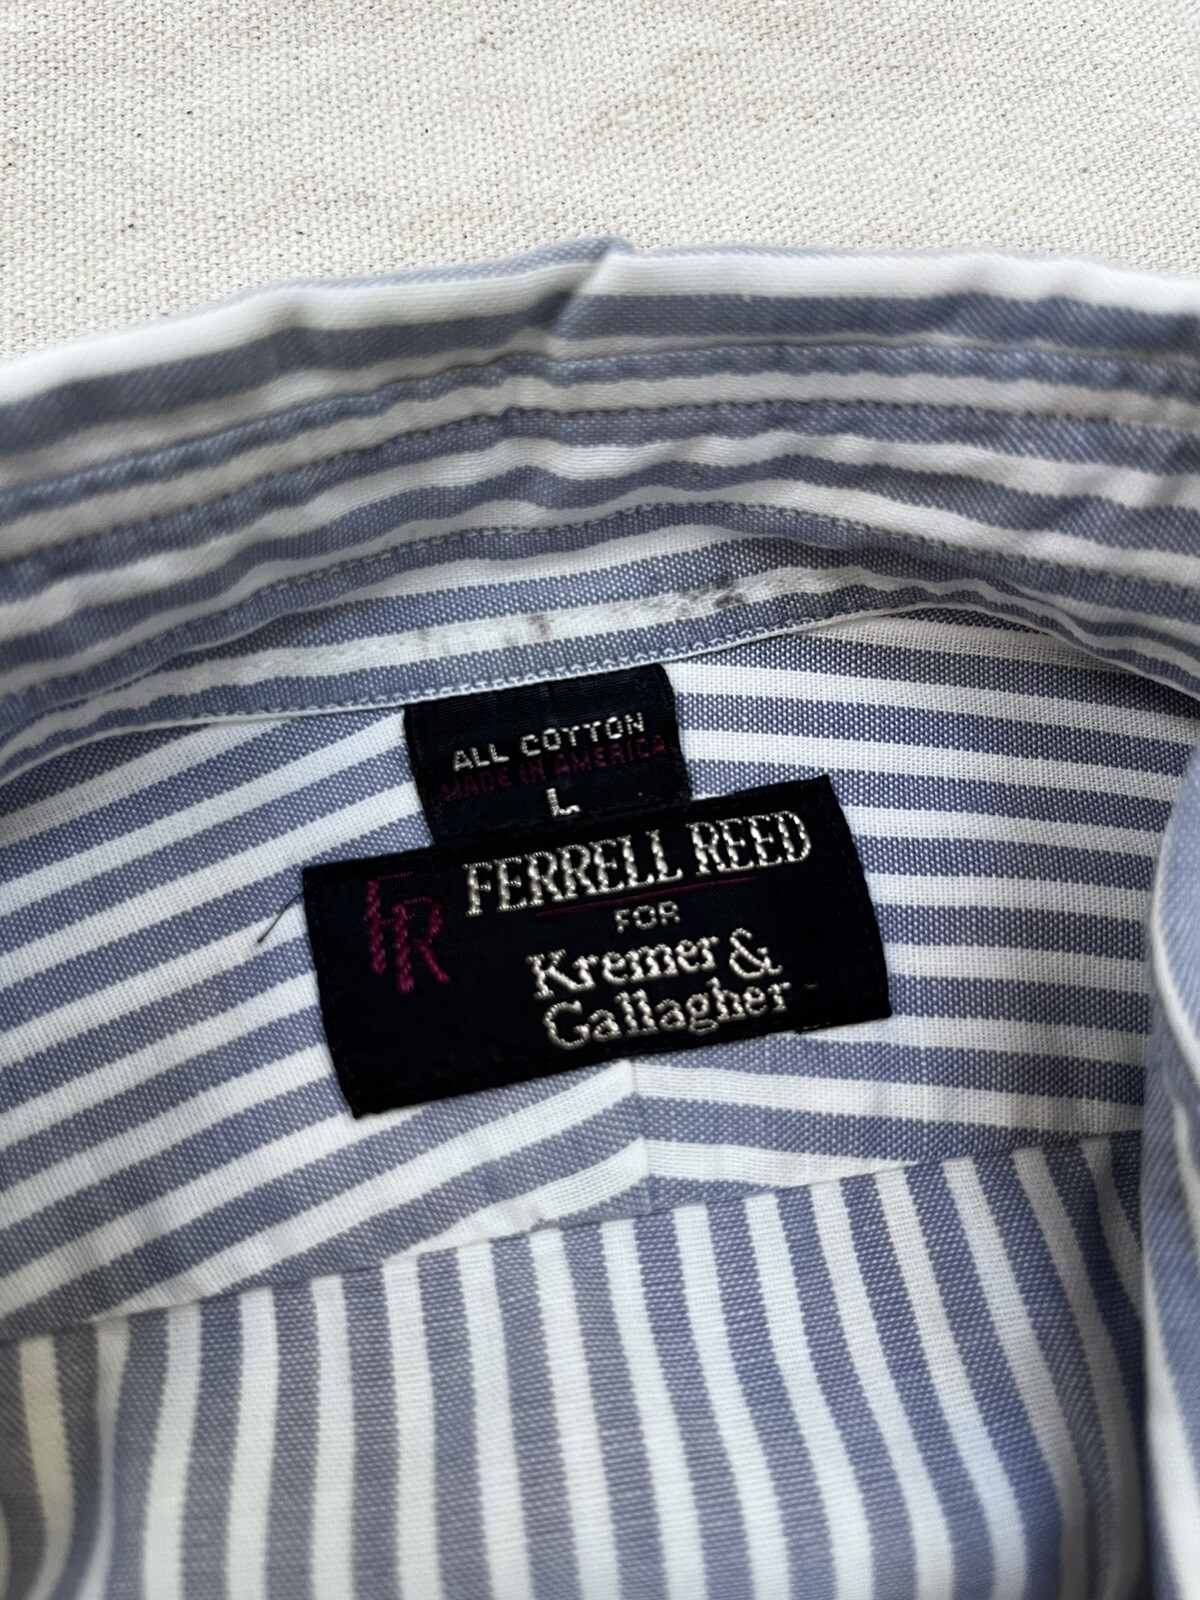 ALL COTTON
MADE IN AMERICA
L
FR
FERRELL REED
FOR
Kremer &
Gallagher